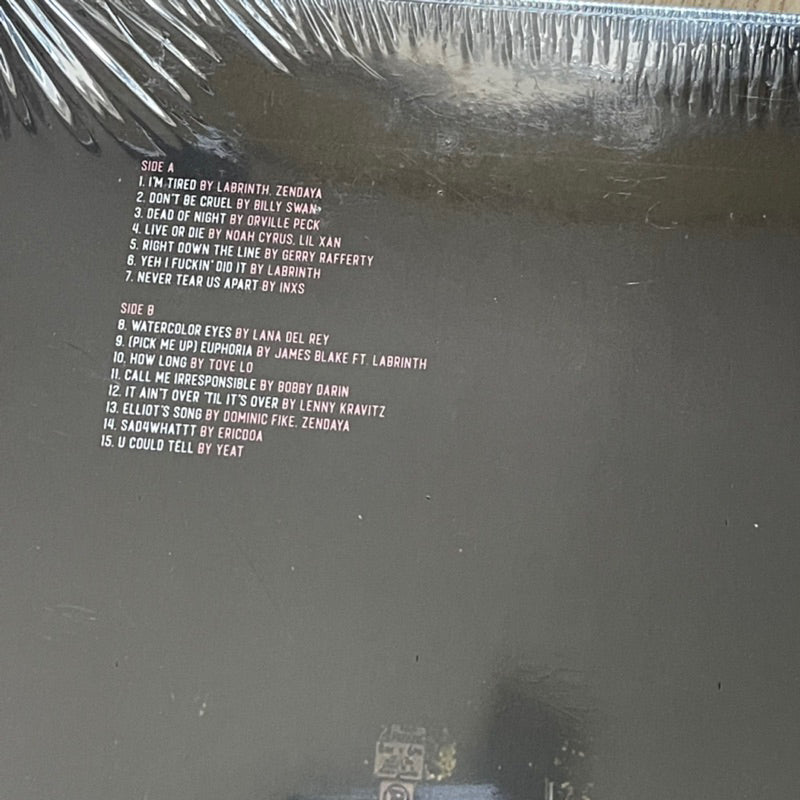 SIDE A
1. I'M TIRED BY LABRINTH, ZENDAYA
2. DON'T BE CRUEL BY BILLY SWAN
3. DEAD OF NIGHT BY ORVILLE PECK
4. LIVE OR DIE BY NOAH CYRUS, LIL XAN
5. RIGHT DOWN THE LINE BY GERRY RAFFERTY
6. YEH I FUCKIN' DID IT BY LABRINTH
7. NEVER TEAR US APART BY INXS
SIDE B
8. WATERCOLOR EYES BY LANA DEL REY
9. (PICK ME UP) EUPHORIA BY JAMES BLAKE FT. LABRINTH
10. HOW LONG BY TOVE LO
11. CALL ME IRRESPONSIBLE BY BOBBY DARIN
12. IT AIN'T OVER 'TIL IT'S OVER BY LENNY KRAVITZ
13. ELLIOT'S SONG BY DOMINIC FIKE, ZENDAYA
14. SAD4WHATTT BY ERICDOA
15. U COULD TELL BY YEAT